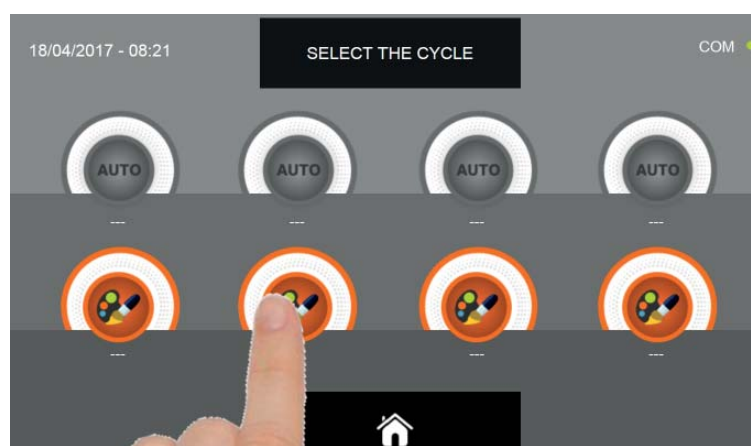 18/04/2017 - 08:21 SELECT THE CYCLE COM
AUTO AUTO AUTO AUTO
--- --- --- ---
--- --- ---